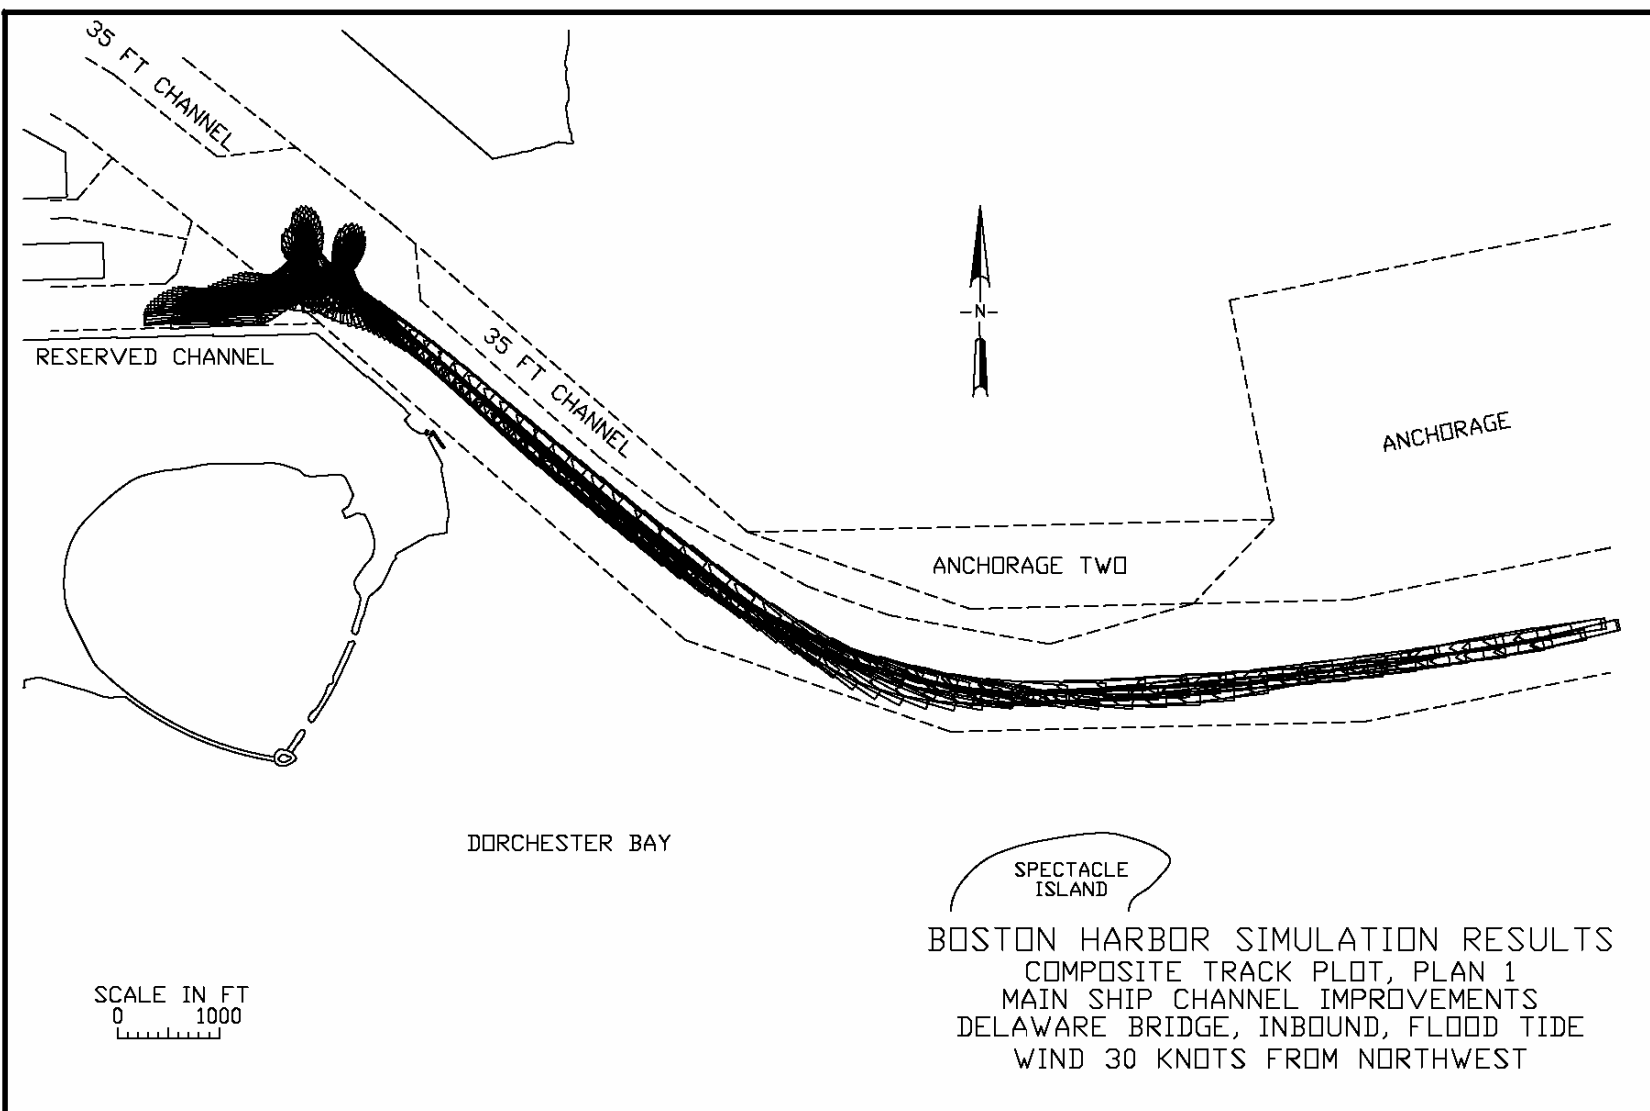 35 FT CHANNEL
RESERVED CHANNEL
35 FT CHANNEL
-N-
ANCHORAGE
ANCHORAGE TWO
DORCHESTER BAY
SPECTACLE
ISLAND
BOSTON HARBOR SIMULATION RESULTS
COMPOSITE TRACK PLOT, PLAN 1
MAIN SHIP CHANNEL IMPROVEMENTS
DELAWARE BRIDGE, INBOUND, FLOOD TIDE
WIND 30 KNOTS FROM NORTHWEST
SCALE IN FT
0 1000